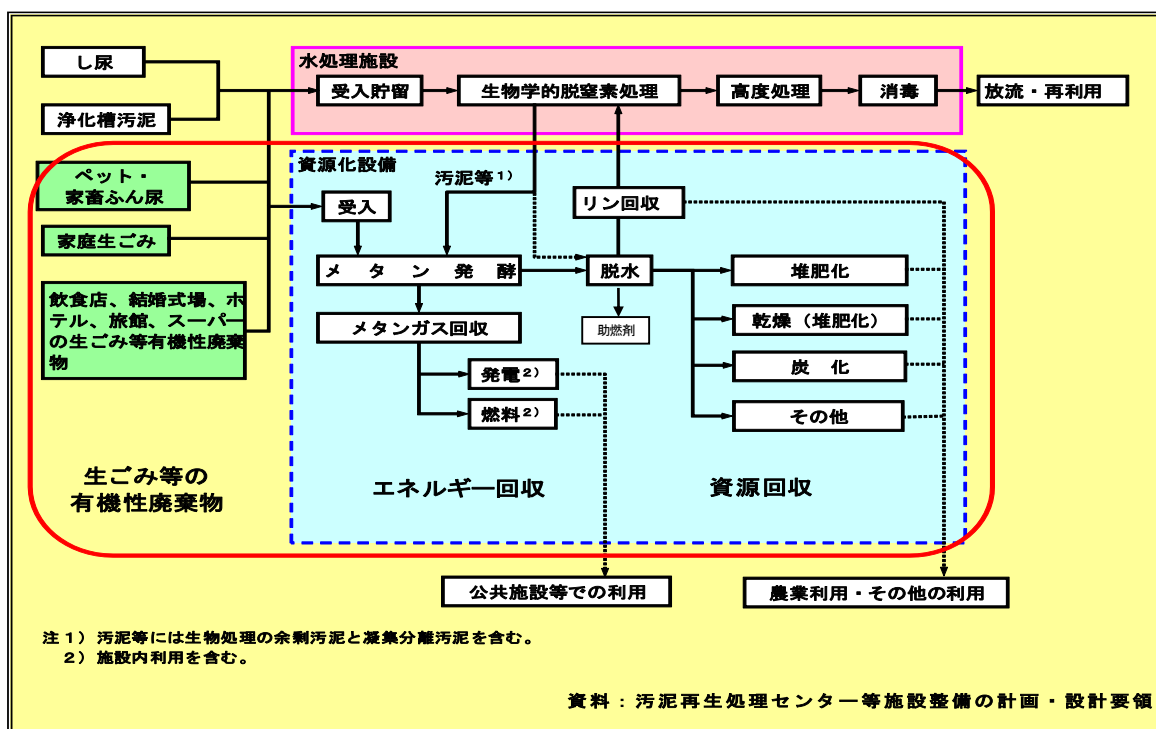 し尿
浄化槽汚泥
水処理施設
受入貯留
生物学的脱窒素処理
高度処理
消毒
放流・再利用
ペット・
家畜ふん尿
家庭生ごみ
飲食店、結婚式場、ホ
テル、旅館、スーパー
の生ごみ等有機性廃棄
物
生ごみ等の
有機性廃棄物
資源化設備
汚泥等1）
受入
リン回収
メタン発酵
脱水
助燃剤
メタンガス回収
発電2）
燃料2）
堆肥化
乾燥（堆肥化）
炭 化
その他
エネルギー回収
資源回収
公共施設等での利用
農業利用・その他の利用
注１）汚泥等には生物処理の余剰汚泥と凝集分離汚泥を含む。
２）施設内利用を含む。
資料：汚泥再生処理センター等施設整備の計画・設計要領